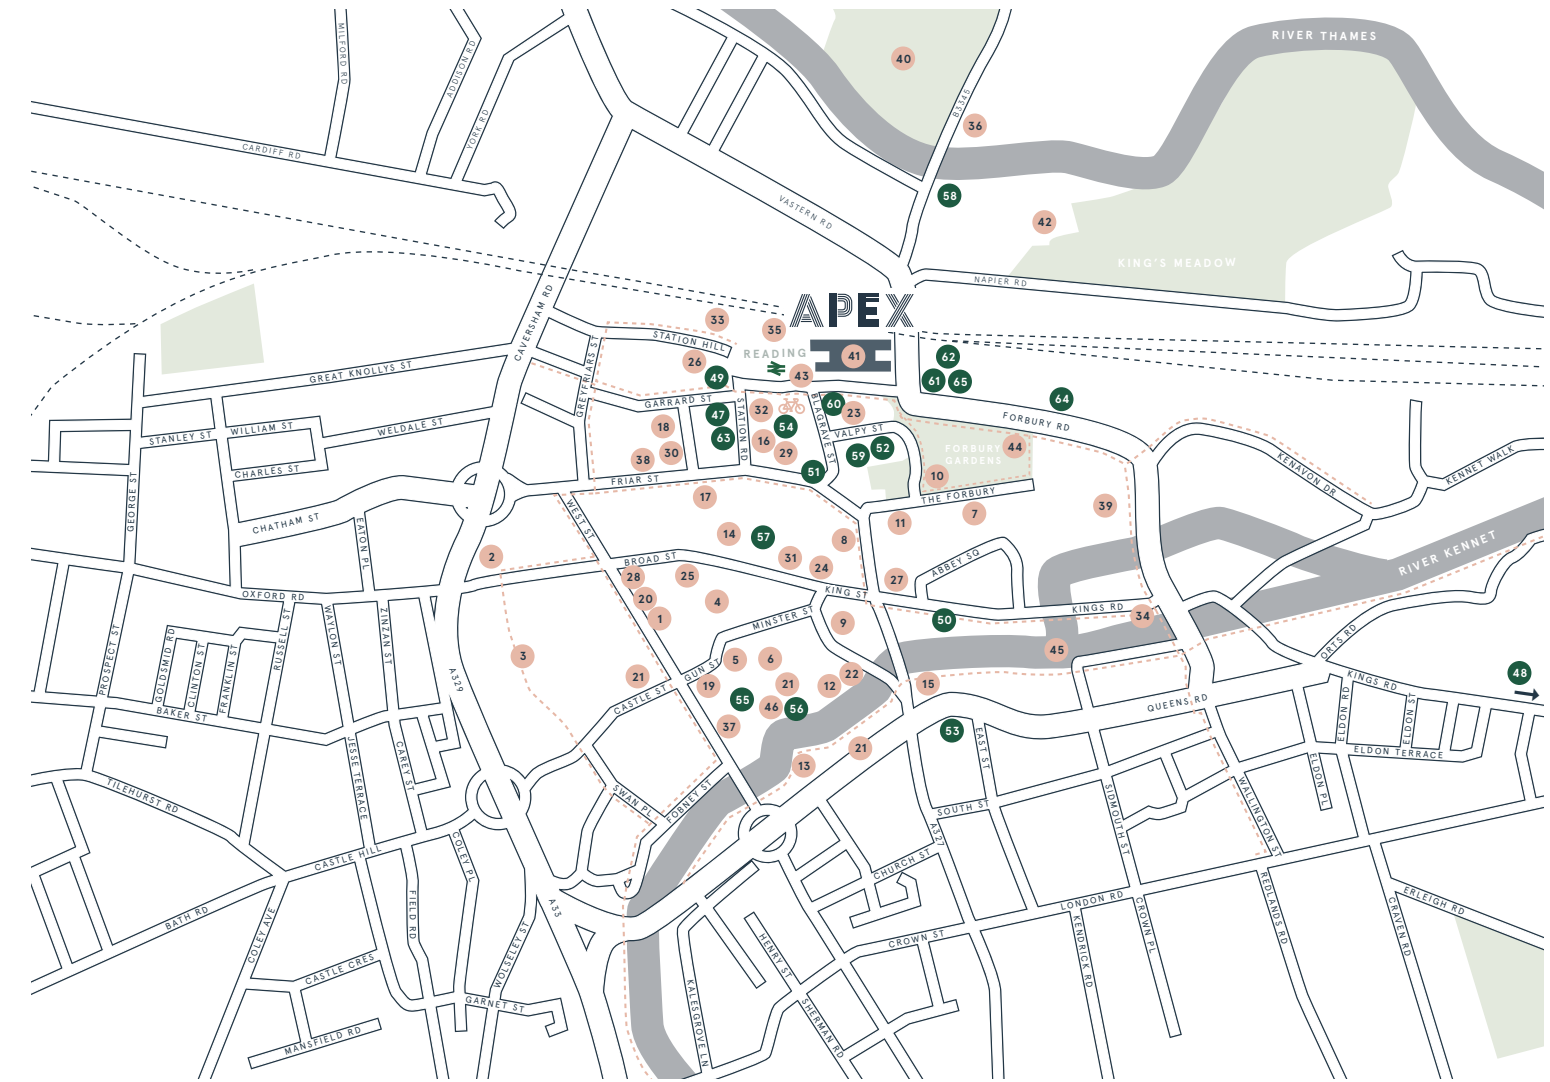 RIVER THAMES
MILFORD RD
ADDISON RD
YORK RD
40
B3345
36
CARDIFF RD
58
VASTERN RD
42
KING'S MEADOW
NAPIER RD
CAVERSHAM RD
APEX
33
35
STATION HILL
READING
41
62
26
43
49
61
65
GREAT KNOLLYS ST
GREYFRIARS ST
GARRARD ST
47
STATION RD
32
BLAGRAVE ST
60
23
64
FORBURY RD
STANLEY ST
WILLIAM ST
WELDALE ST
18
63
54
16
VALPY ST
52
59
FORBURY
GARDENS
44
38
30
29
51
10
CHARLES ST
FRIAR ST
THE FORBURY
KENAVON DR
KENNET WALK
GEORGE ST
17
WEST ST
7
39
CHATHAM ST
EATON PL
11
14
57
8
2
BROAD ST
31
24
ABBEY SQ
RIVER KENNET
28
25
27
OXFORD RD
20
4
KING ST
KINGS RD
1
MINSTER ST
9
50
34
PROSPECT ST
GOLDSMID RD
CLINTON ST
FRANKLIN ST
RUSSELL ST
WAYLON ST
ZINZAN ST
3
45
ORTS RD
5
6
GUN ST
A329
21
19
21
12
22
15
48
KINGS RD
CASTLE ST
55
46
56
QUEENS RD
ELDON RD
ELDON ST
BAKER ST
37
53
EAST ST
21
ELDON TERRACE
JESSE TERRACE
CAREY ST
13
ELDON PL
TILEHURST RD
SWAN PL
FOBNEY ST
SOUTH ST
SIDMOUTH ST
WALLINGTON ST
A327
CASTLE HILL
COLEY PL
CHURCH ST
BATH RD
FIELD RD
A33
LONDON RD
REDLANDS RD
ERLEIGH RD
COLEY AVE
WOLSELEY ST
CROWN ST
KENDRICK RD
CROWN PL
CRAVEN RD
CASTLE CRES
HENRY ST
GARNET ST
KALESGROVE LN
SHERMAN RD
MANSFIELD RD